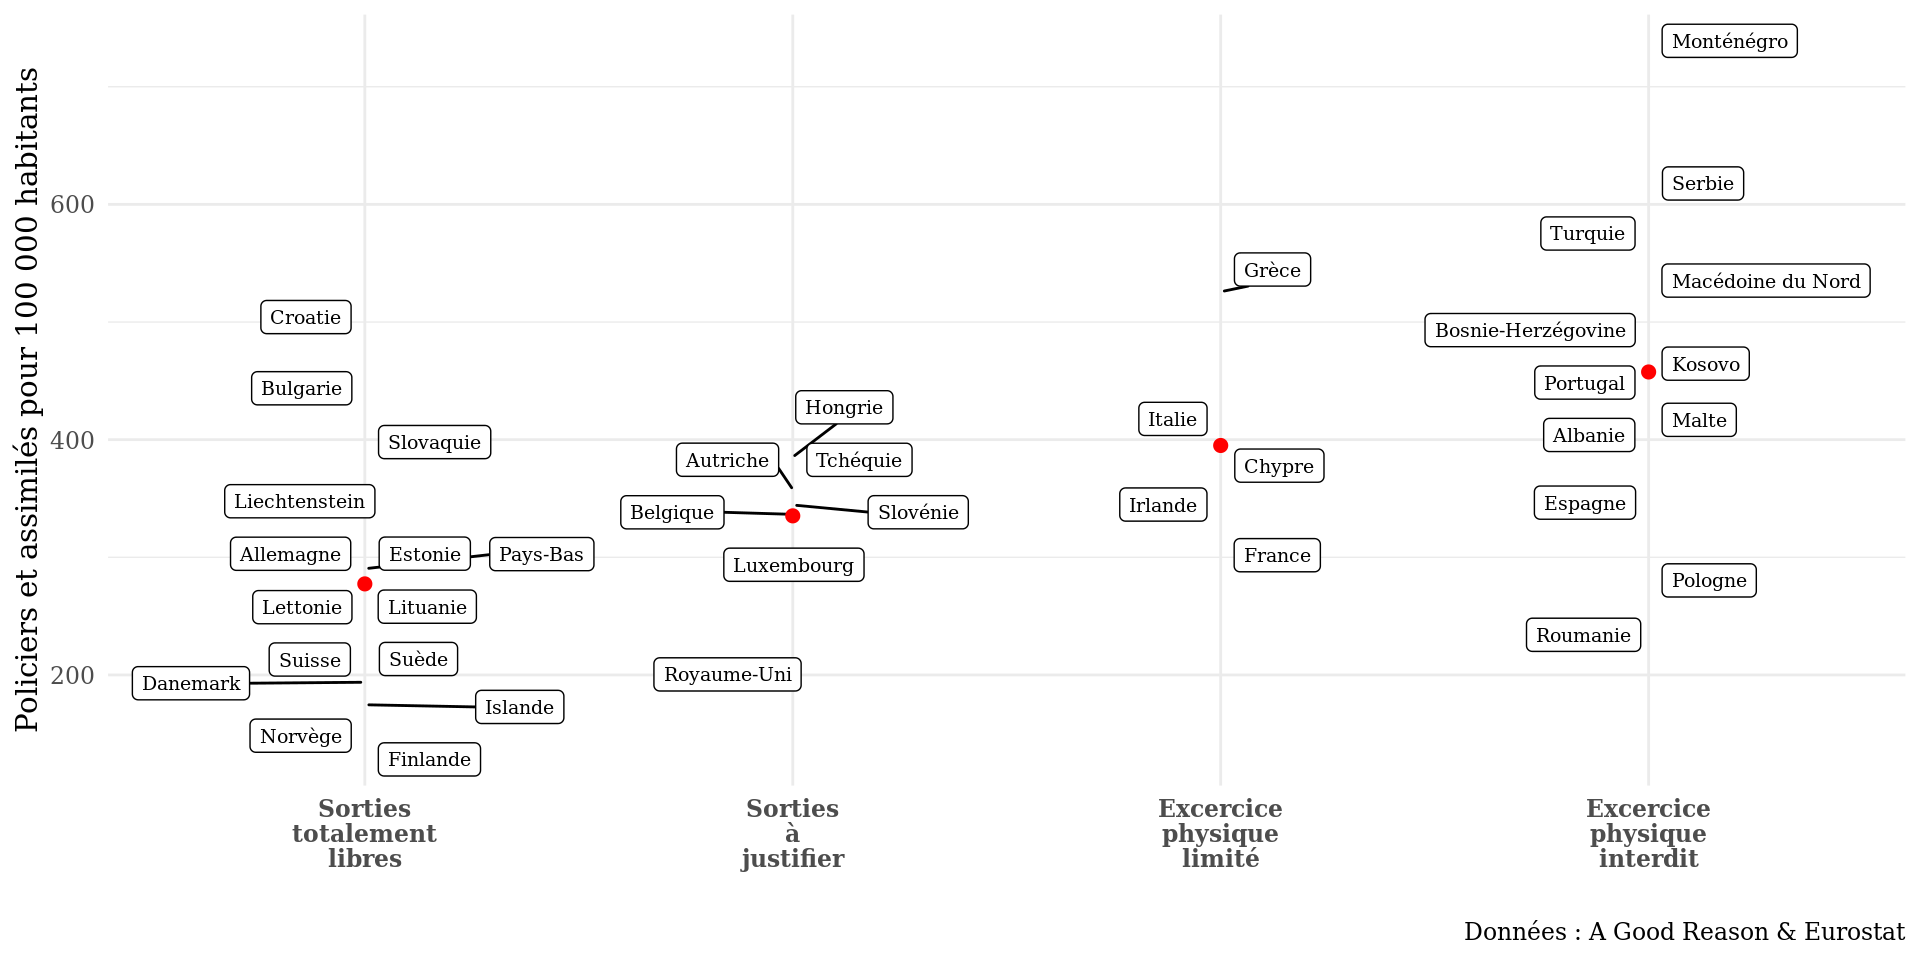 Policiers et assimilés pour 100 000 habitants
600
400
200
Croatie
Bulgarie
Slovaquie
Liechtenstein
Allemagne
Estonie
Pays-Bas
Lettonie
Lituanie
Suisse
Suède
Danemark
Islande
Norvège
Finlande
Hongrie
Autriche
Tchéquie
Belgique
Slovénie
Luxembourg
Royaume-Uni
Grèce
Italie
Chypre
Irlande
France
Monténégro
Serbie
Turquie
Macédoine du Nord
Bosnie-Herzégovine
Kosovo
Portugal
Malte
Albanie
Espagne
Pologne
Roumanie
Sorties
totalement
libres
Sorties
à
justifier
Excercice
physique
limité
Excercice
physique
interdit
Données : A Good Reason & Eurostat